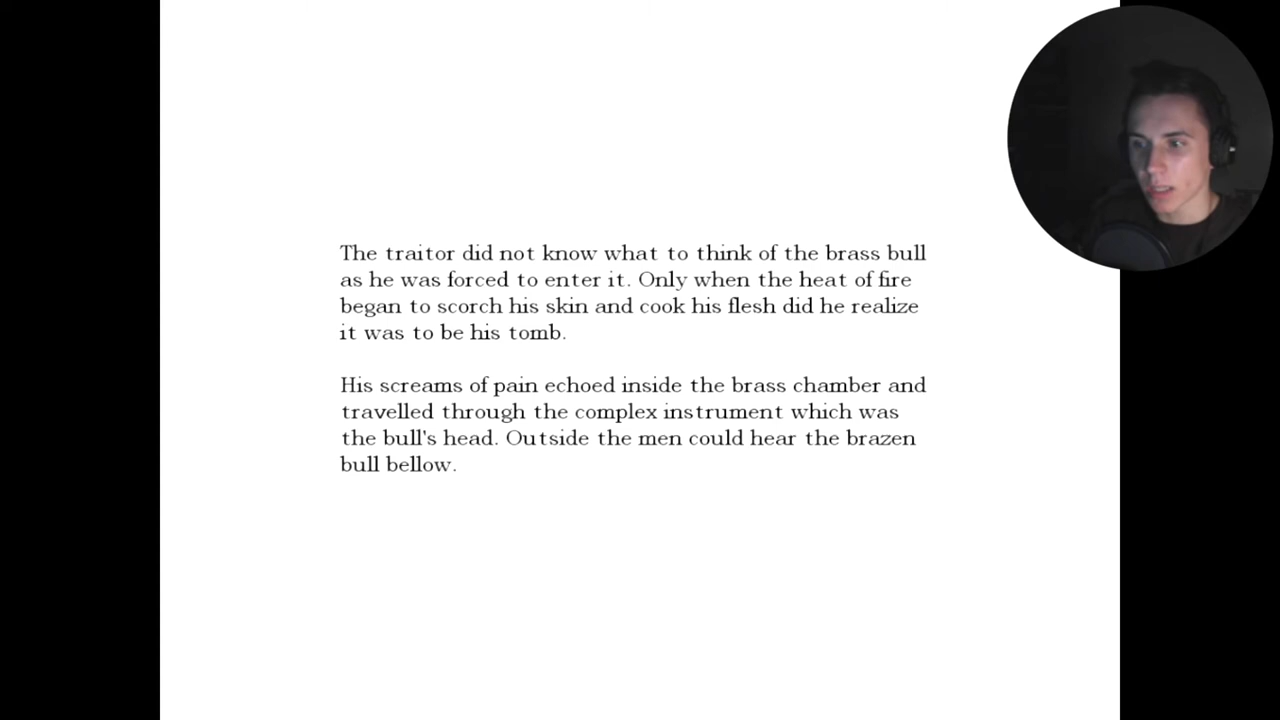 The traitor did not know what to think of the brass bull
as he was forced to enter it. Only when the heat of fire
began to scorch his skin and cook his flesh did he realize
it was to be his tomb.
His screams of pain echoed inside the brass chamber and
travelled through the complex instrument which was
the bull's head. Outside the men could hear the brazen
bull bellow.